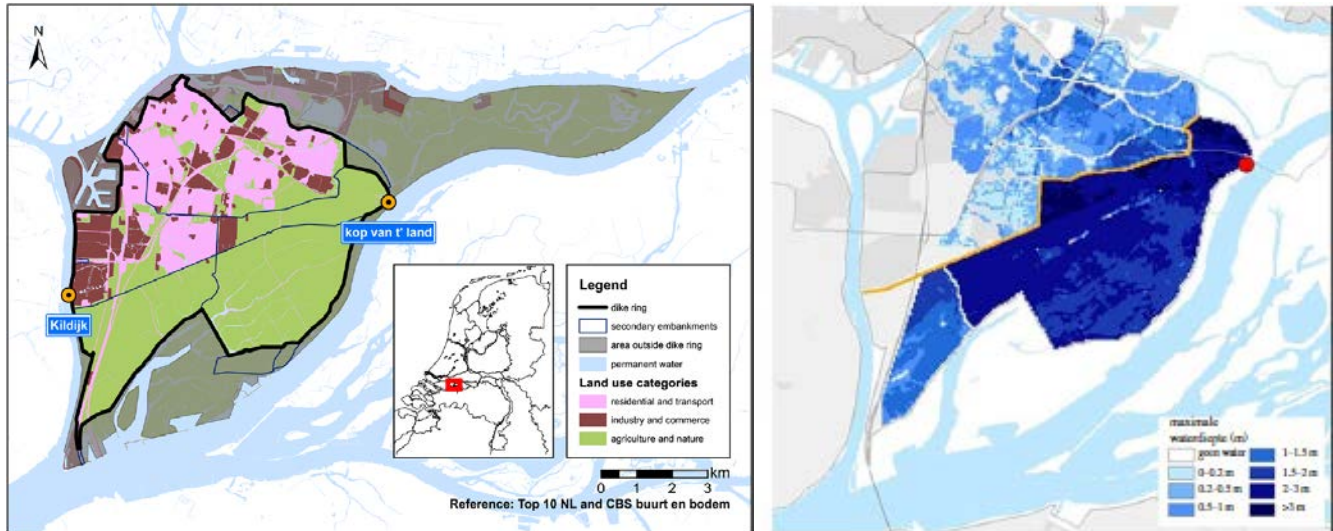 N
kop van t' land
Kildijk
Legend
dike ring
secondary embankments
area outside dike ring
permanent water
Land use categories
residential and transport
industry and commerce
agriculture and nature
km
0 1 2 3
Reference: Top 10 NL and CBS buurt en bodem
maximale
waterdiepte (m)
geen water
0-0.2 m
0.2-0.5 m
0.5-1 m
1-1.5 m
1.5-2 m
2-3 m
>3 m